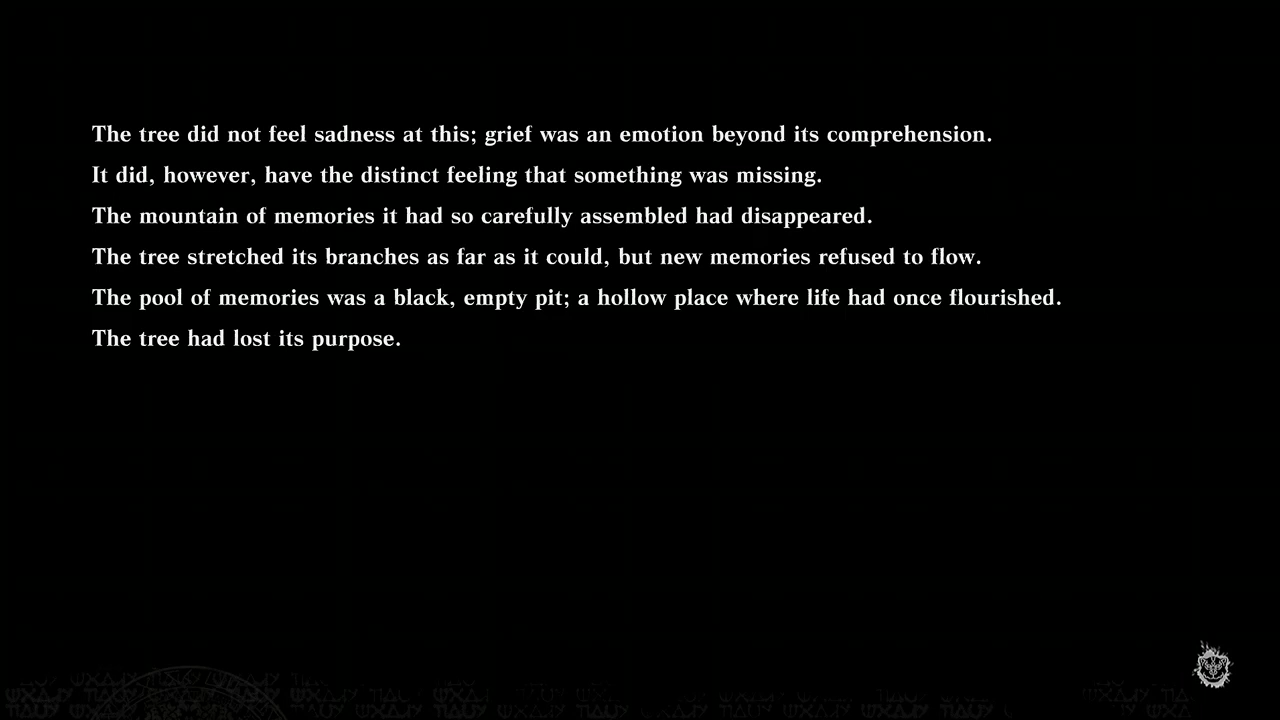 The tree did not feel sadness at this; grief was an emotion beyond its comprehension.
It did, however, have the distinct feeling that something was missing.
The mountain of memories it had so carefully assembled had disappeared.
The tree stretched its branches as far as it could, but new memories refused to flow.
The pool of memories was a black, empty pit; a hollow place where life had once flourished.
The tree had lost its purpose.